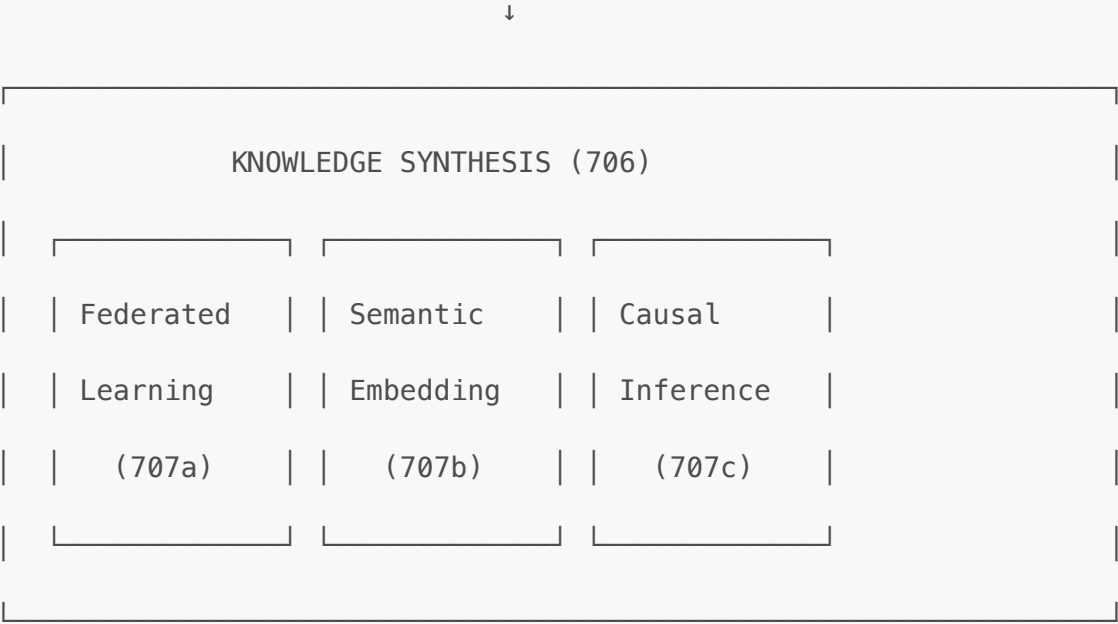 ↓
KNOWLEDGE SYNTHESIS (706)
Federated Semantic Causal
Learning Embedding Inference
(707a) (707b) (707c)